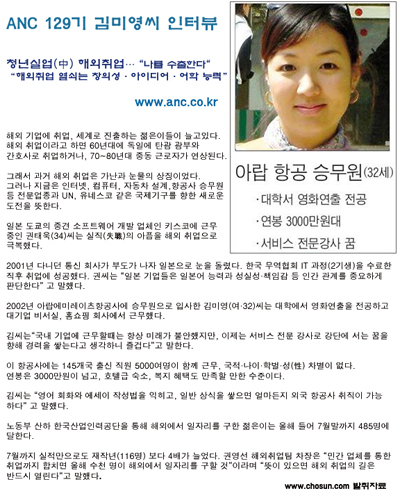 ANC 129기 김미영씨 인터뷰
청년실업(中) 해외취업… “나를 수출한다”
“해외취업 열쇠는 창의성·아이디어·어학 능력”
www.anc.co.kr
아랍 항공 승무원(32세)
· 대학서 영화연출 전공
· 연봉 3000만원대
· 서비스 전문강사 꿈
해외 기업에 취업, 세계로 진출하는 젊은이들이 늘고있다.
해외 취업이라고 하면 60년대에 독일에 탄광 광부와
간호사로 취업하거나, 70~80년대 중동 근로자가 연상된다.
그래서 과거 해외 취업은 가난과 눈물의 상징이었다.
그러나 지금은 인터넷, 컴퓨터, 자동차 설계,항공사 승무원
등 전문업종과 UN, 유네스코 같은 국제기구를 향한 새로운
도전을 뜻한다.
일본 도쿄의 중견 소프트웨어 개발 업체인 키스코에 근무
중인 권태욱(34)씨는 실직(失職)의 아픔을 해외 취업으로
극복했다.
2001년 다니던 통신 회사가 부도가 나자 일본으로 눈을 돌렸다. 한국 무역협회 IT 과정(2기생)을 수료한
직후 취업에 성공했다. 권씨는 “일본 기업들은 일본어 능력과 성실성·책임감 등 인간 관계를 중요하게
판단한다” 고 말했다.
2002년 아랍에미레이츠항공사에 승무원으로 입사한 김미영(여·32)씨는 대학에서 영화연출을 전공하고
대기업 비서실, 홈쇼핑 회사에서 근무했다.
김씨는“국내 기업에 근무할때는 항상 미래가 불안했지만, 이제는 서비스 전문 강사로 강단에 서는 꿈을
향해 경력을 쌓는다고 생각하니 즐겁다”고 말한다.
이 항공사에는 145개국 출신 직원 5000여명이 함께 근무, 국적·나이·학벌·성(性) 차별이 없다.
연봉은 3000만원이 넘고, 호텔급 숙소, 복지 혜택도 만족할 만한 수준이다.
김씨는 “영어 회화와 에세이 작성법을 익히고, 일반 상식을 쌓으면 얼마든지 외국 항공사 취직이 가능
하다” 고 말했다.
노동부 산하 한국산업인력공단을 통해 해외에서 일자리를 구한 젊은이는 올해 들어 7월말까지 485명에
달한다.
7월까지 실적만으로도 재작년(116명) 보다 4배가 늘었다. 권영선 해외취업팀 차장은 “민간 업체를 통한
취업까지 합치면 올해 수천 명이 해외에서 일자리를 구할 것”이라며 “뜻이 있으면 해외 취업의 길은
반드시 열린다”고 말했다.
www.chosun.com 발췌자료